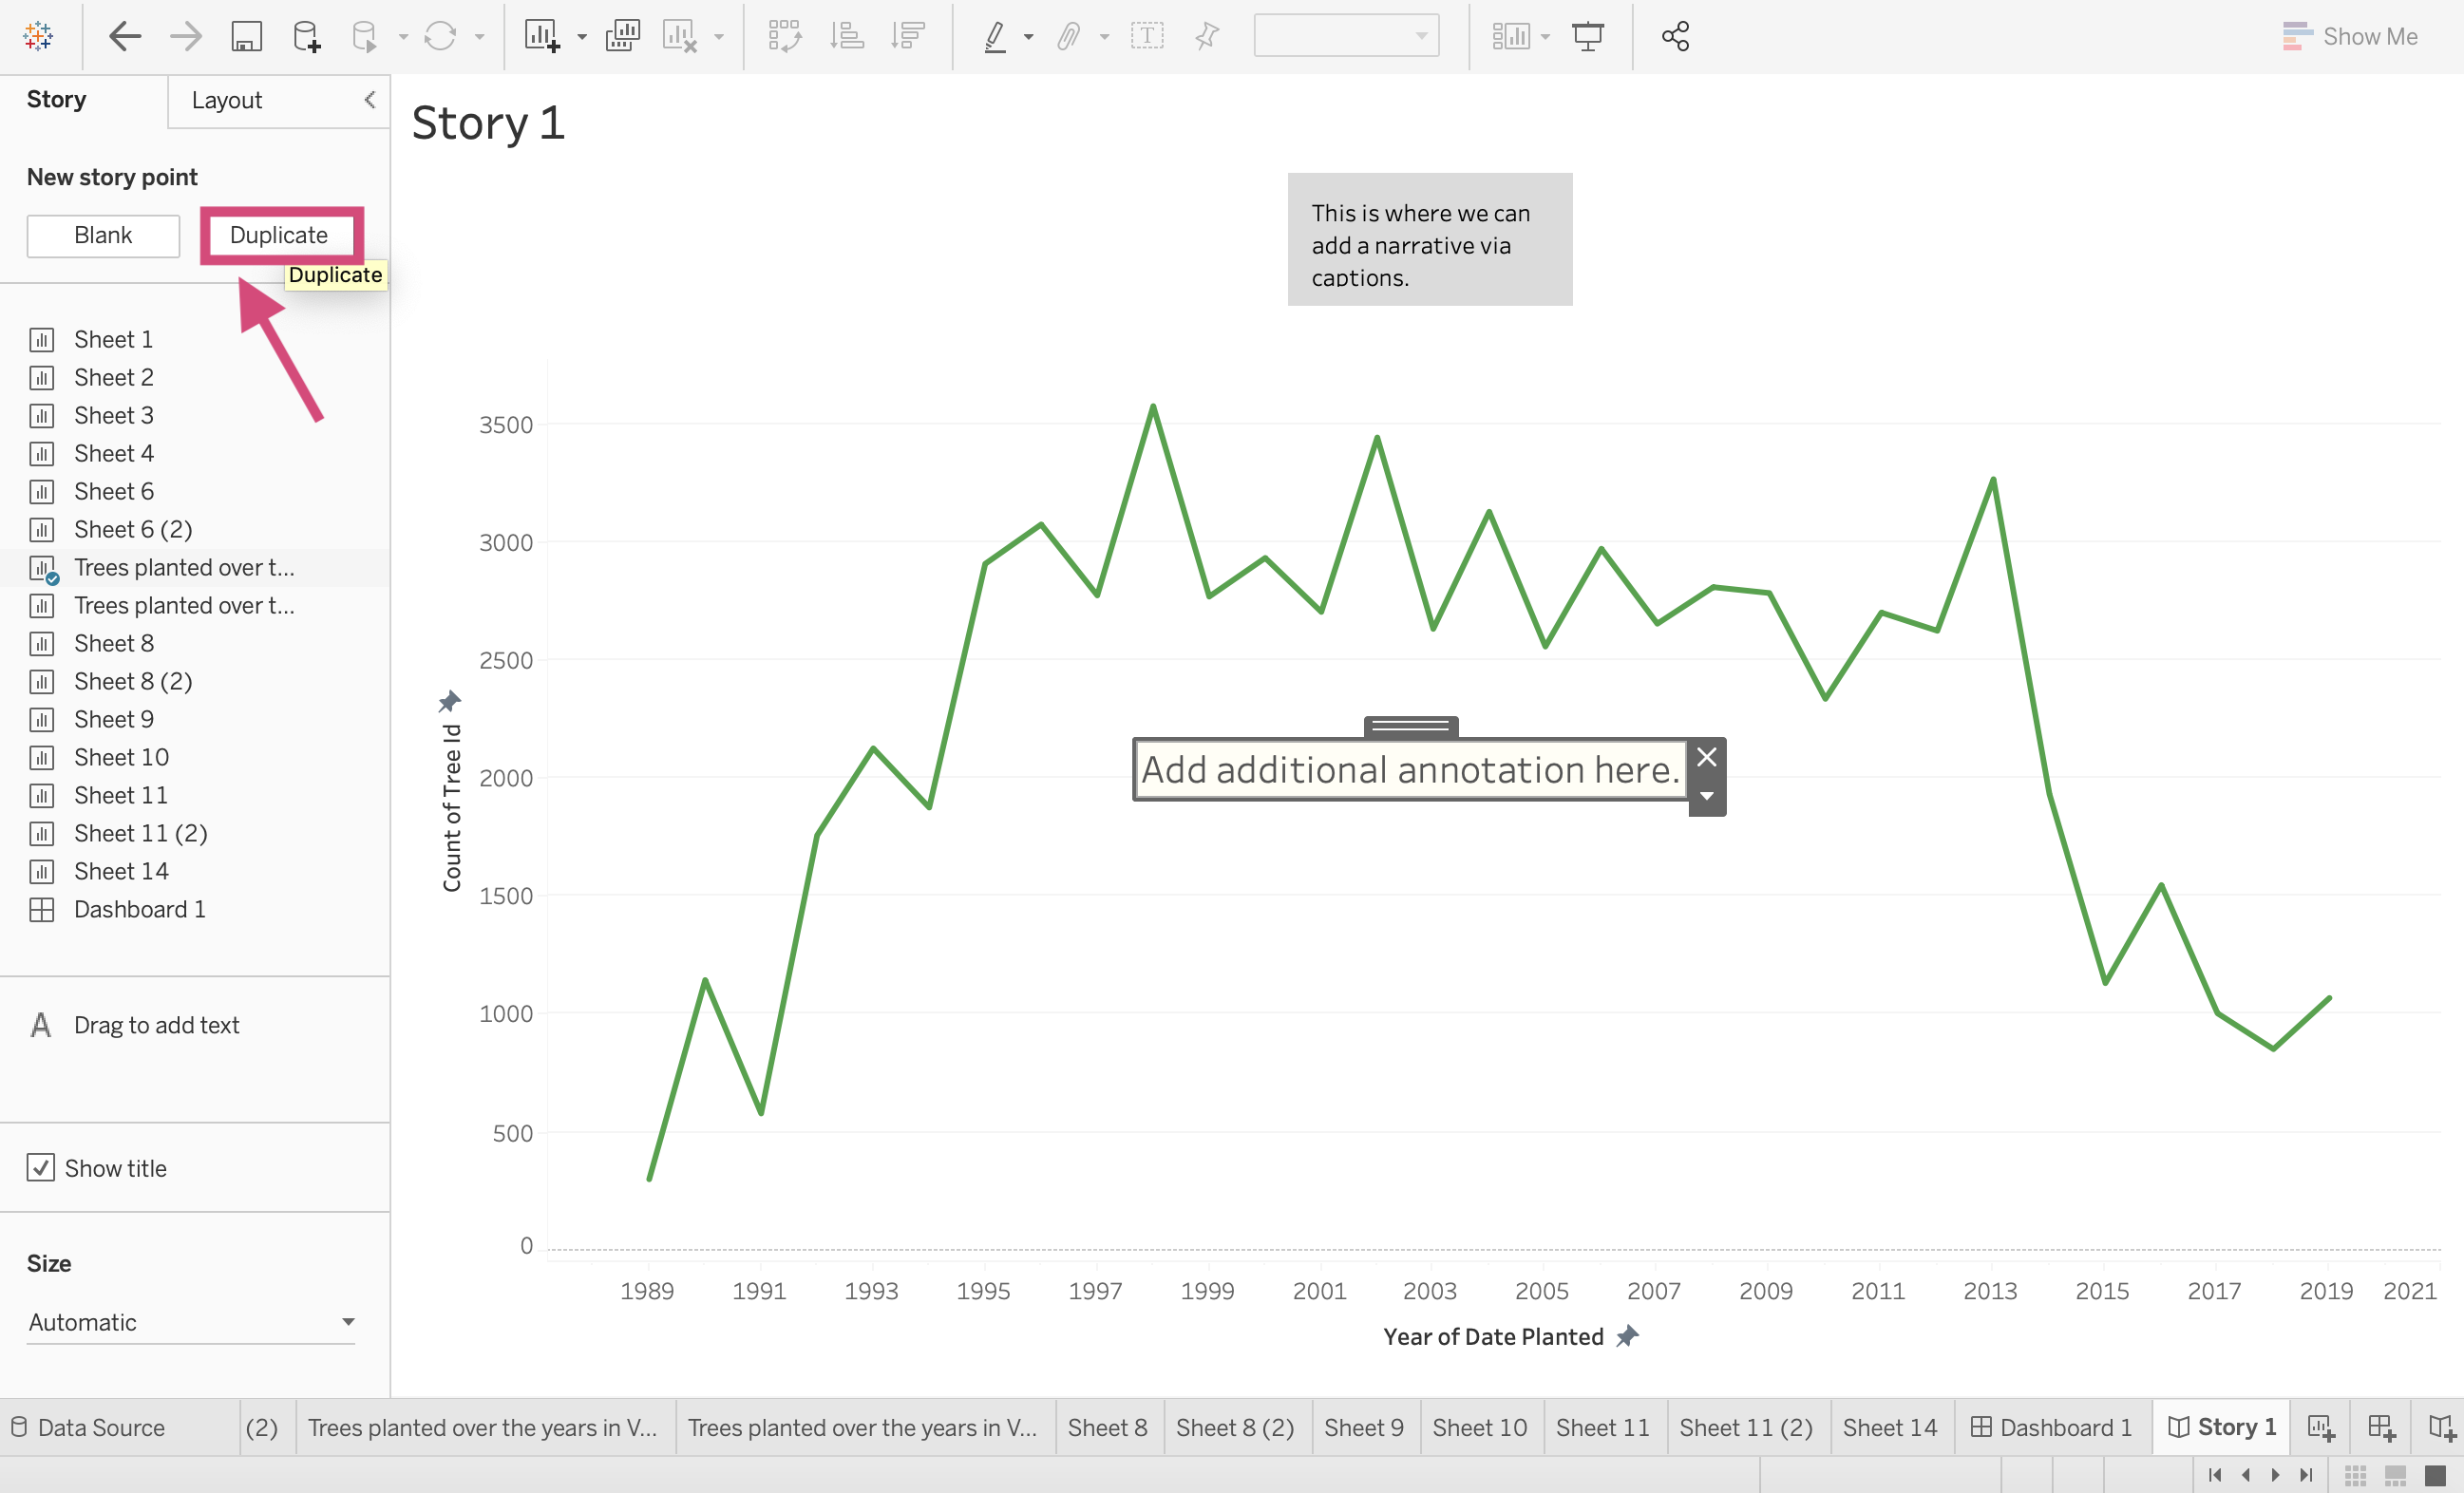 Show Me
Story
Layout
New story point
Blank
Duplicate
Duplicate
Sheet 1
Sheet 2
Sheet 3
Sheet 4
Sheet 6
Sheet 6 (2)
Trees planted over t...
Trees planted over t...
Sheet 8
Sheet 8 (2)
Sheet 9
Sheet 10
Sheet 11
Sheet 11 (2)
Sheet 14
Dashboard 1
A Drag to add text
Show title
Size
Automatic
Story 1
This is where we can
add a narrative via
captions.
3500
3000
2500
2000
1500
1000
500
0
Count of Tree Id
Add additional annotation here.
1989 1991 1993 1995 1997 1999 2001 2003 2005 2007 2009 2011 2013 2015 2017 2019 2021
Year of Date Planted
Data Source (2) Trees planted over the years in V... Trees planted over the years in V... Sheet 8 Sheet 8 (2) Sheet 9 Sheet 10 Sheet 11 Sheet 11 (2) Sheet 14 Dashboard 1 Story 1